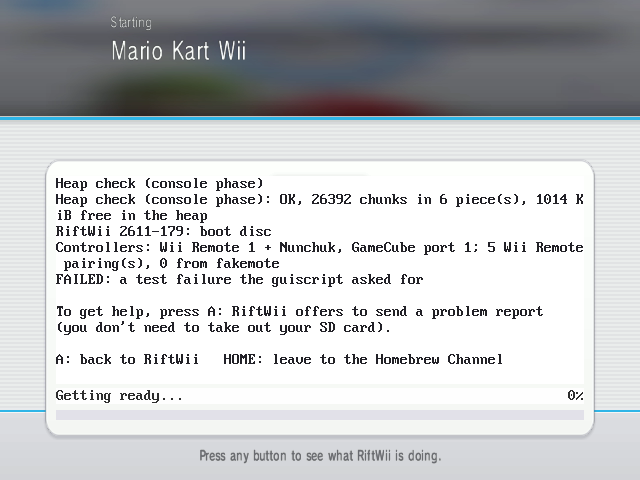 Starting
Mario Kart Wii
Heap check (console phase)
Heap check (console phase): OK, 26392 chunks in 6 piece(s), 1014 K
iB free in the heap
RiftWii 2611-179: boot disc
Controllers: Wii Remote 1 + Nunchuk, GameCube port 1; 5 Wii Remote
 pairing(s), 0 from fakemote
FAILED: a test failure the guiscript asked for
To get help, press A: RiftWii offers to send a problem report
(you don't need to take out your SD card).
A: back to RiftWii   HOME: leave to the Homebrew Channel
Getting ready... 0%
Press any button to see what RiftWii is doing.